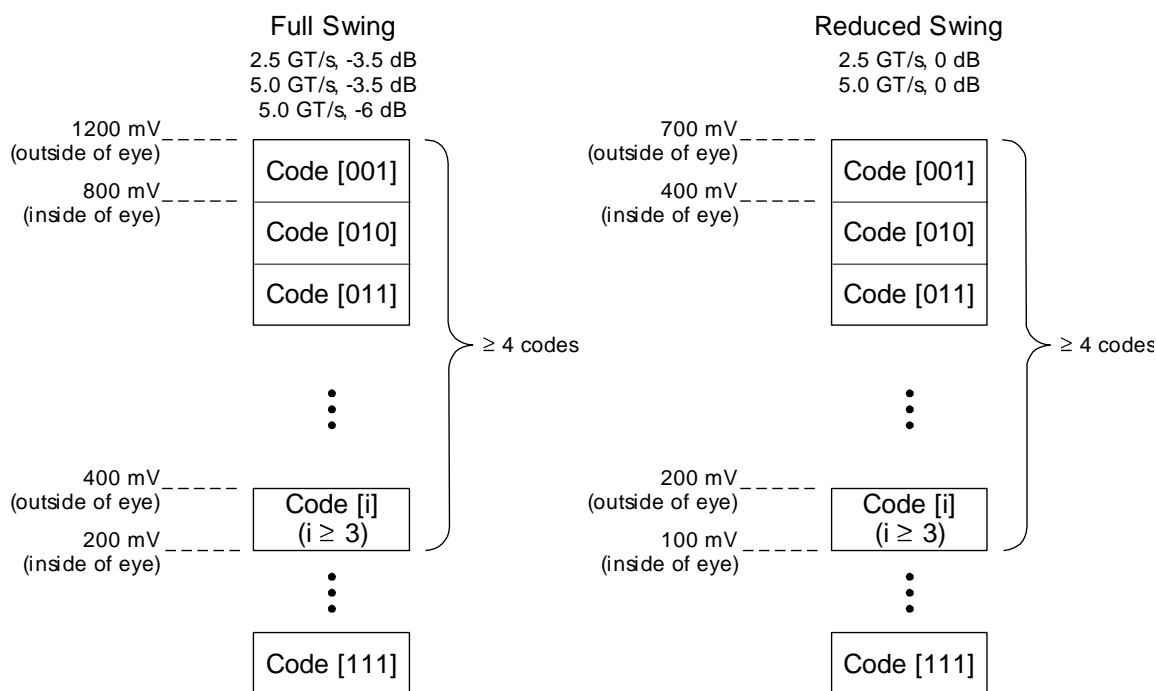 Full Swing
2.5 GT/s, -3.5 dB
5.0 GT/s, -3.5 dB
5.0 GT/s, -6 dB
1200 mV
(outside of eye)
800 mV
(inside of eye)
Code [001]
Code [010]
Code [011]
≥ 4 codes
400 mV
(outside of eye)
200 mV
(inside of eye)
Code [i]
(i ≥ 3)
Code [111]
Reduced Swing
2.5 GT/s, 0 dB
5.0 GT/s, 0 dB
700 mV
(outside of eye)
400 mV
(inside of eye)
Code [001]
Code [010]
Code [011]
≥ 4 codes
200 mV
(outside of eye)
100 mV
(inside of eye)
Code [i]
(i ≥ 3)
Code [111]